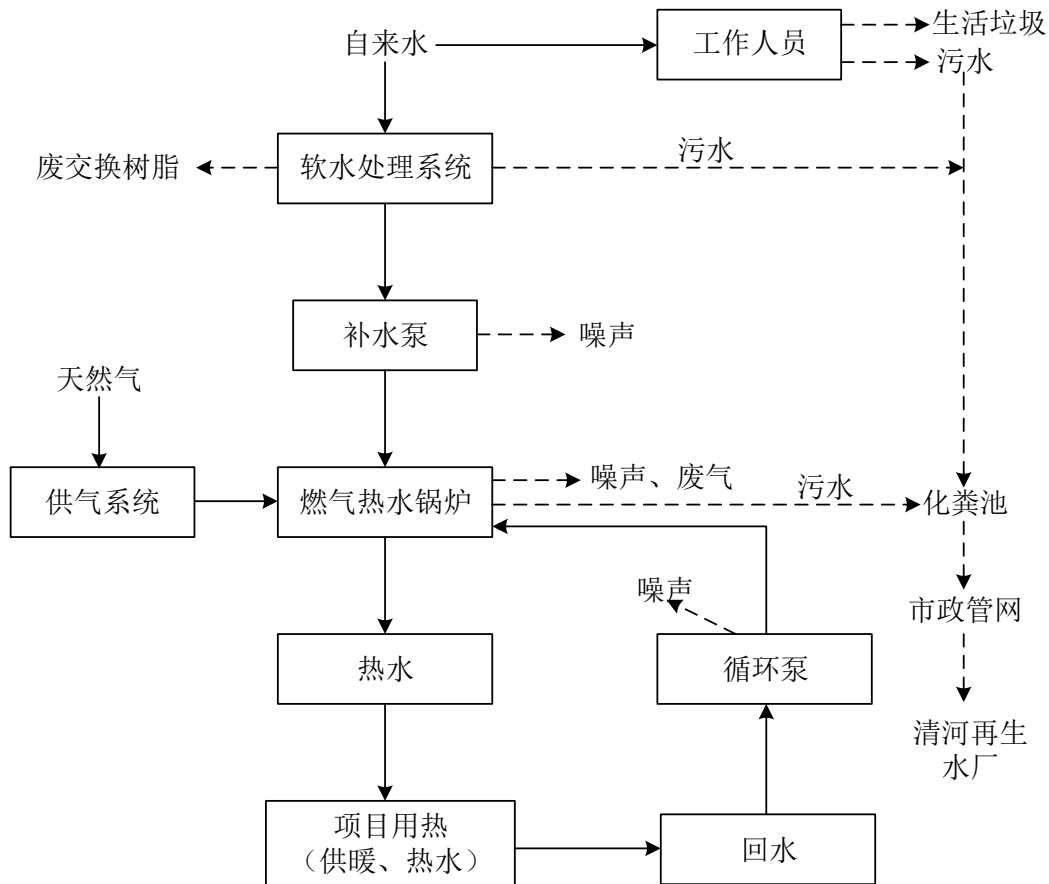 自来水
工作人员
生活垃圾
污水
废交换树脂
软水处理系统
污水
补水泵
噪声
天然气
供气系统
燃气热水锅炉
噪声、废气
污水
化粪池
噪声
市政管网
热水
循环泵
清河再生
水厂
项目用热
（供暖、热水）
回水